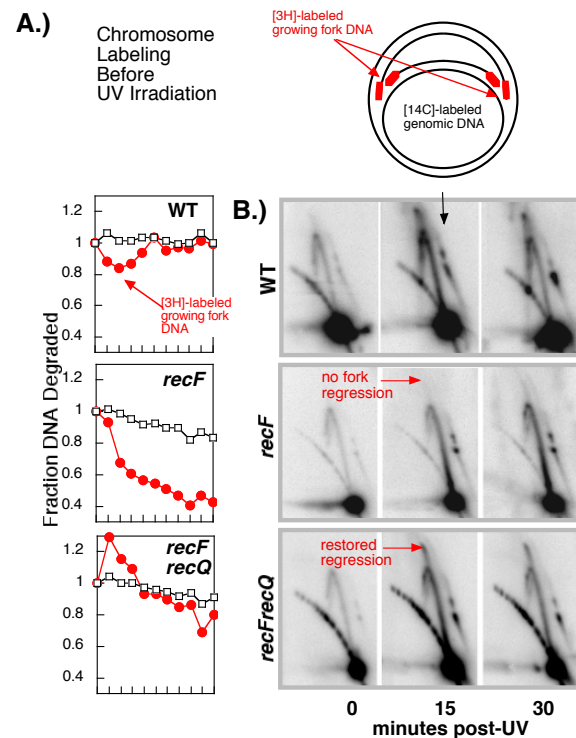 A.)
Chromosome
Labeling
Before
UV Irradiation
[3H]-labeled
growing fork DNA
[14C]-labeled
genomic DNA
Fraction DNA Degraded
1.2
1
0.8
0.6
0.4
WT
[3H]-labeled
growing fork
DNA
1.2
1
0.8
0.6
0.4
recF
1.2
1
0.8
0.6
0.4
recF
recQ
B.)
WT
recF
no fork
regression
recFrecQ
restored
regression
0 15 30
minutes post-UV